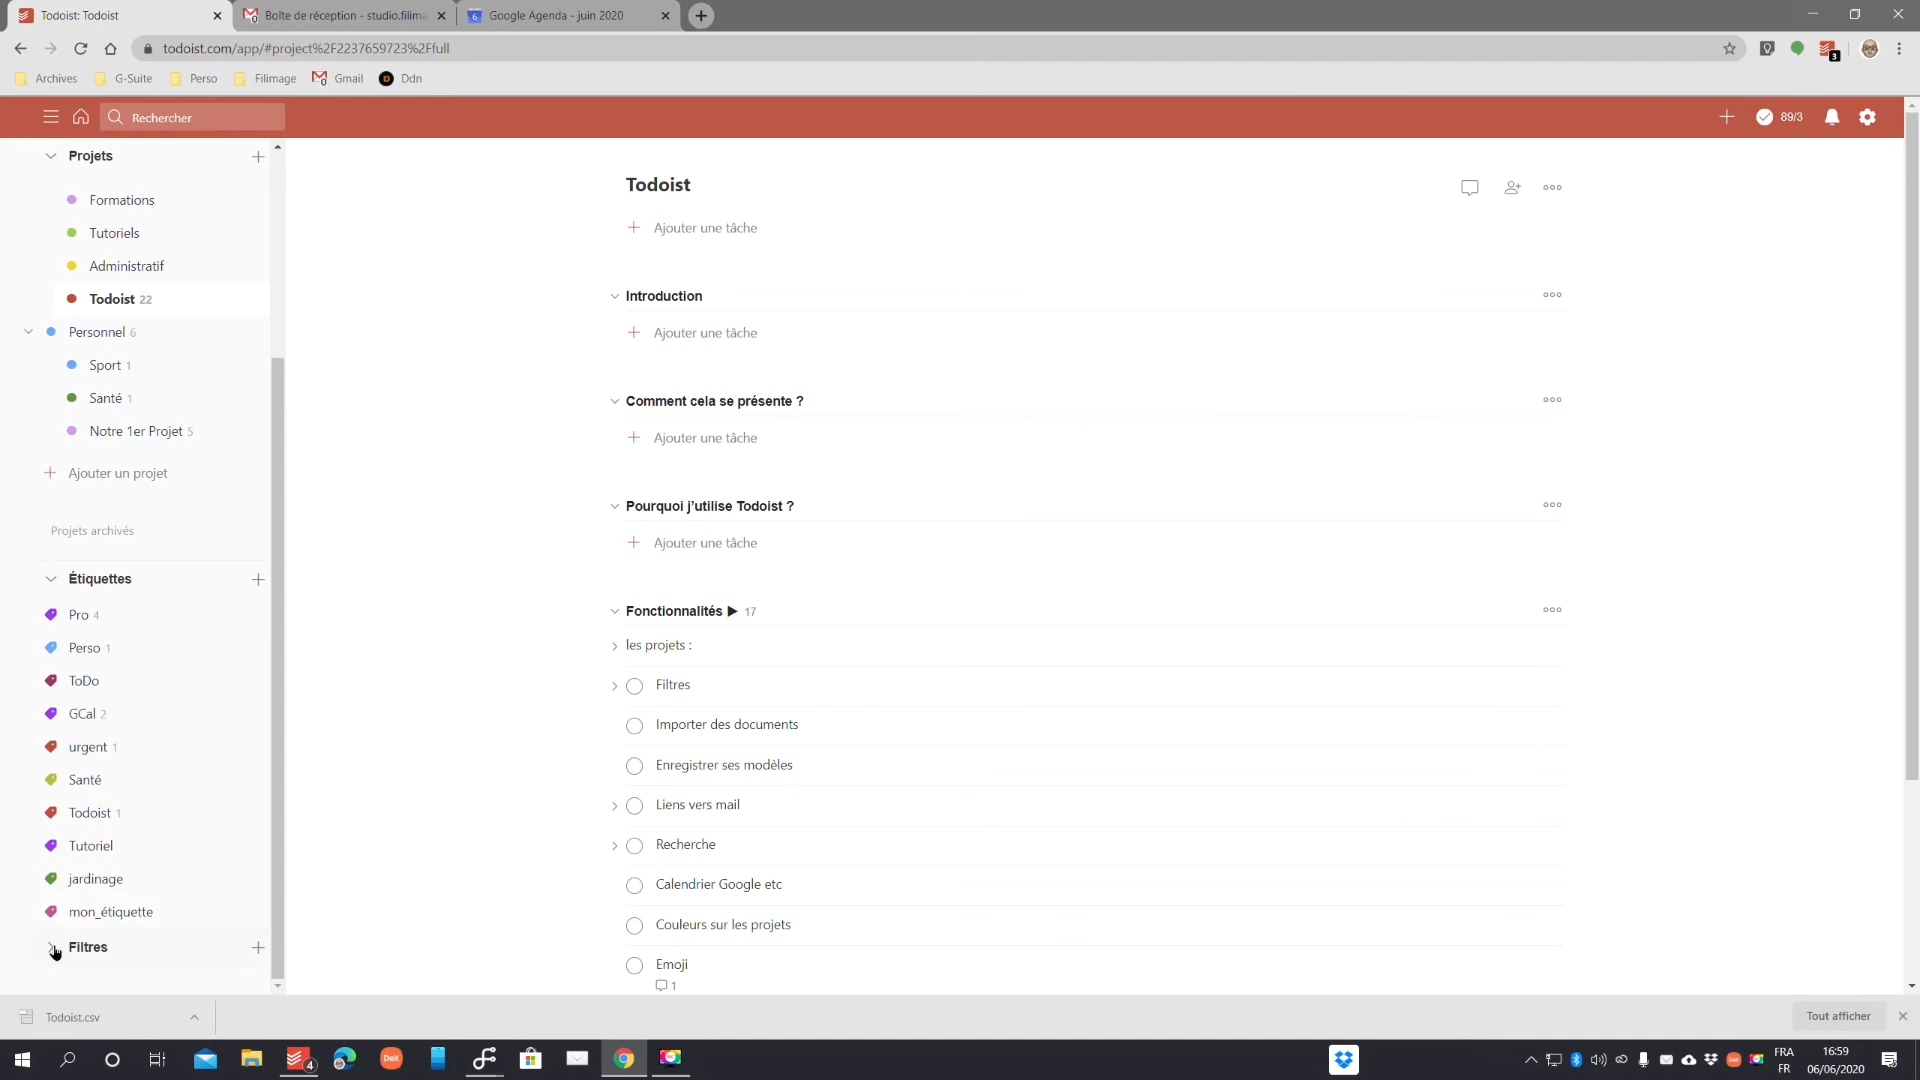 Todoist: Todoist
Boîte de réception - studio.filima
Google Agenda - juin 2020
todoist.com/app/#project%2F2237659723%2Ffull
3
Archives
G-Suite
Perso
Filimage
Gmail
Ddn
Rechercher
89/3
Projets
Formations
Tutoriels
Administratif
Todoist 22
Personnel 6
Sport 1
Santé 1
Notre 1er Projet 5
Ajouter un projet
Projets archivés
Étiquettes
Pro 4
Perso 1
ToDo
GCal 2
urgent 1
Santé
Todoist 1
Tutoriel
jardinage
mon_étiquette
Filtres
Todoist
Ajouter une tâche
Introduction
Ajouter une tâche
Comment cela se présente ?
Ajouter une tâche
Pourquoi j'utilise Todoist ?
Ajouter une tâche
Fonctionnalités ▶ 17
les projets :
Filtres
Importer des documents
Enregistrer ses modèles
Liens vers mail
Recherche
Calendrier Google etc
Couleurs sur les projets
Emoji
1
Todoist.csv
Tout afficher
4
DeX
FRA
FR
16:59
06/06/2020